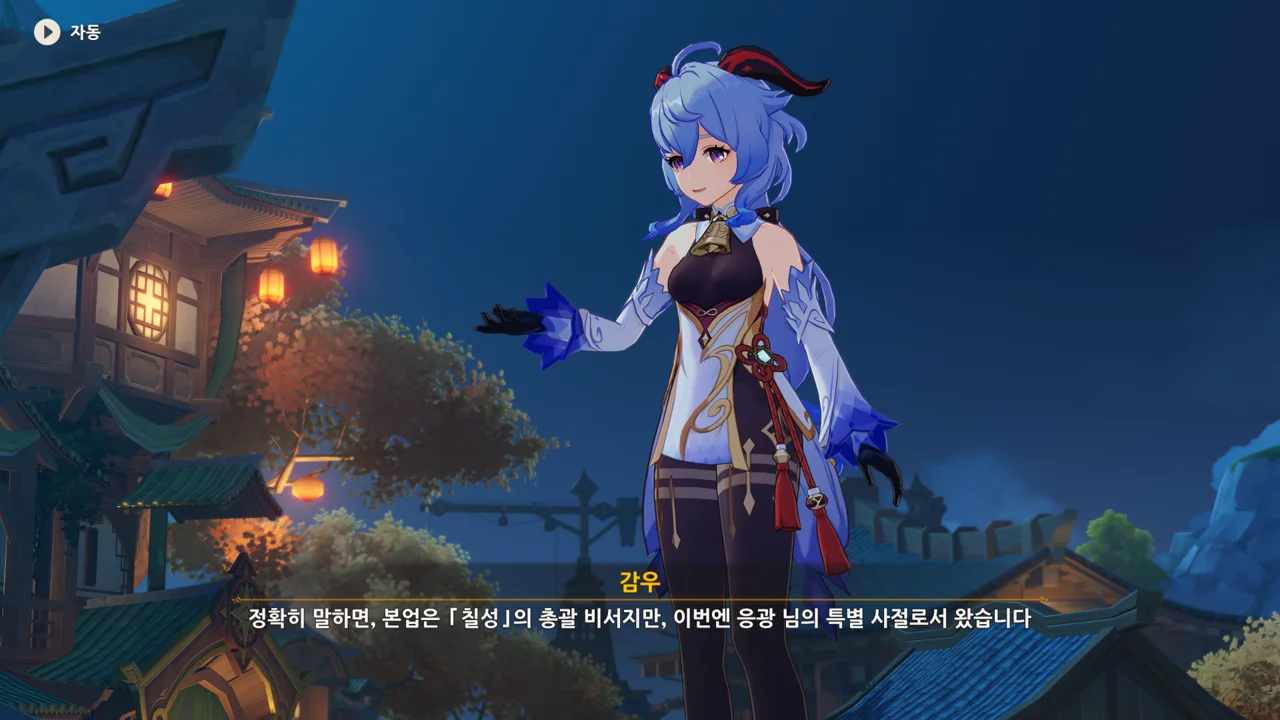 자동
감우
정확히 말하면, 본업은 「칠성」의 총괄 비서지만, 이번엔 응광 님의 특별 사절로서 왔습니다